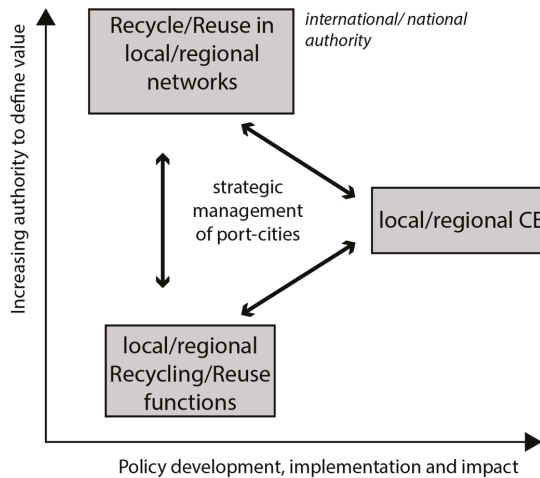 Recycle/Reuse in
local/regional
networks
international/ national
authority
Increasing authority to define value
strategic
management
of port-cities
local/regional CE
local/regional
Recycling/Reuse
functions
Policy development, implementation and impact